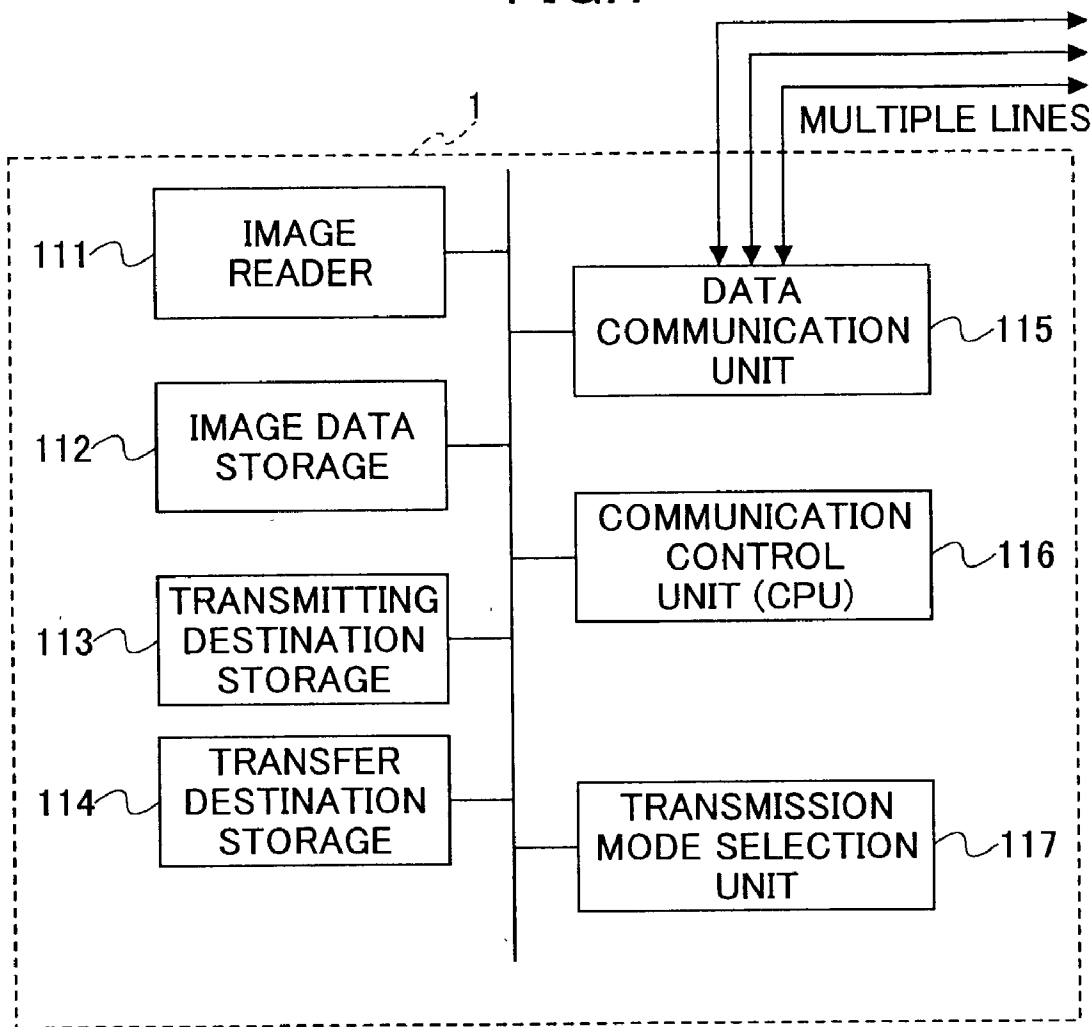 MULTIPLE LINES
1
111
IMAGE
READER
112
IMAGE DATA
STORAGE
113
TRANSMITTING
DESTINATION
STORAGE
114
TRANSFER
DESTINATION
STORAGE
DATA
COMMUNICATION
UNIT
115
COMMUNICATION
CONTROL
UNIT (CPU)
116
TRANSMISSION
MODE SELECTION
UNIT
117